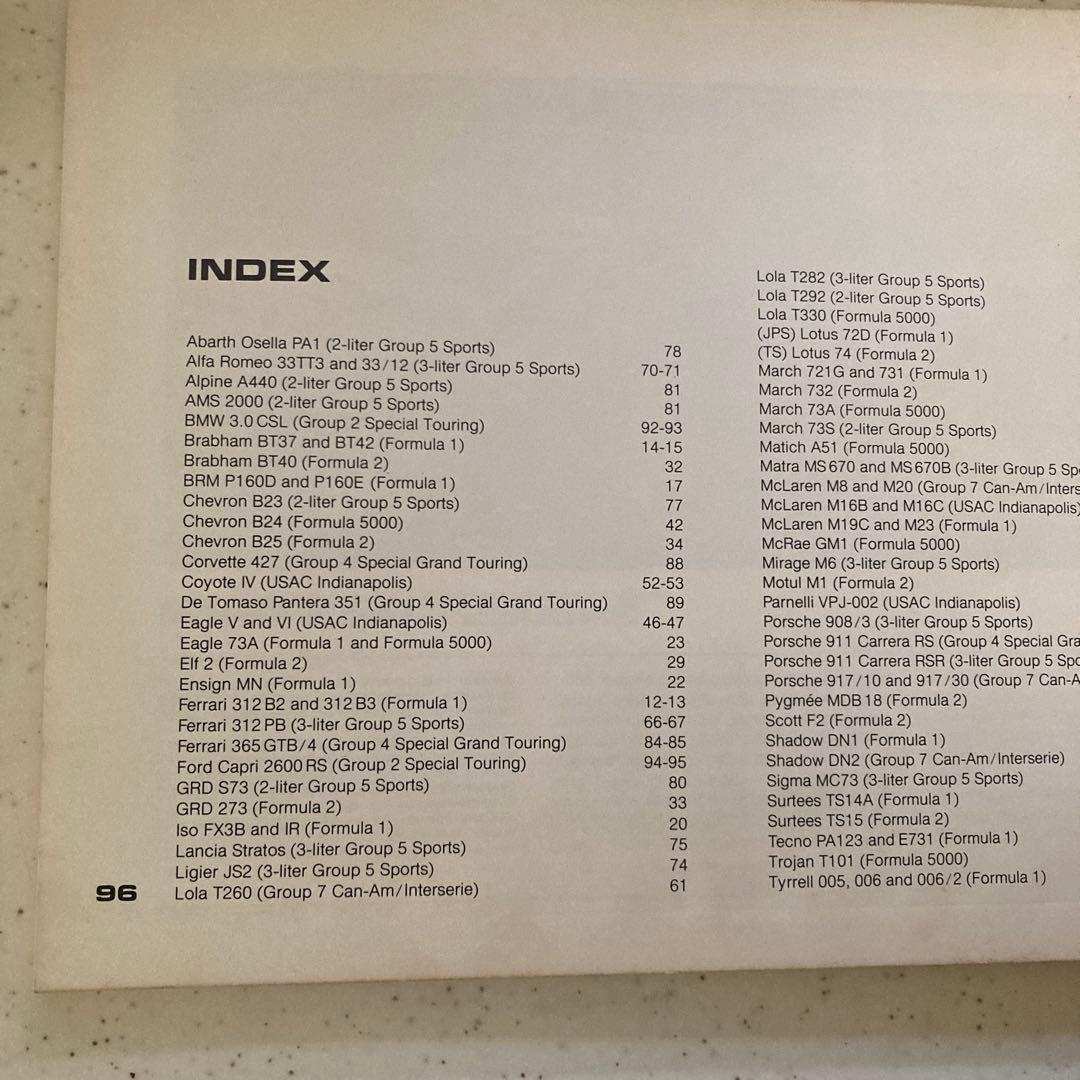 INDEX
Abarth Osella PA1 (2-liter Group 5 Sports) 78
Alfa Romeo 33TT3 and 33/12 (3-liter Group 5 Sports) 70-71
Alpine A440 (2-liter Group 5 Sports) 81
AMS 2000 (2-liter Group 5 Sports) 81
BMW 3.0 CSL (Group 2 Special Touring) 92-93
Brabham BT37 and BT42 (Formula 1) 14-15
Brabham BT40 (Formula 2) 32
BRM P160D and P160E (Formula 1) 17
Chevron B23 (2-liter Group 5 Sports) 77
Chevron B24 (Formula 5000) 42
Chevron B25 (Formula 2) 34
Corvette 427 (Group 4 Special Grand Touring) 88
Coyote IV (USAC Indianapolis) 52-53
De Tomaso Pantera 351 (Group 4 Special Grand Touring) 89
Eagle V and VI (USAC Indianapolis) 46-47
Eagle 73A (Formula 1 and Formula 5000) 23
Elf 2 (Formula 2) 29
Ensign MN (Formula 1) 22
Ferrari 312 B2 and 312 B3 (Formula 1) 12-13
Ferrari 312 PB (3-liter Group 5 Sports) 66-67
Ferrari 365 GTB/4 (Group 4 Special Grand Touring) 84-85
Ford Capri 2600 RS (Group 2 Special Touring) 94-95
GRD S73 (2-liter Group 5 Sports) 80
GRD 273 (Formula 2) 33
Iso FX3B and IR (Formula 1) 20
Lancia Stratos (3-liter Group 5 Sports) 75
Ligier JS2 (3-liter Group 5 Sports) 74
Lola T260 (Group 7 Can-Am/Interserie) 61
96
Lola T282 (3-liter Group 5 Sports)
Lola T292 (2-liter Group 5 Sports)
Lola T330 (Formula 5000)
(JPS) Lotus 72D (Formula 1)
(TS) Lotus 74 (Formula 2)
March 721G and 731 (Formula 1)
March 732 (Formula 2)
March 73A (Formula 5000)
March 73S (2-liter Group 5 Sports)
Matich A51 (Formula 5000)
Matra MS 670 and MS 670B (3-liter Group 5 Sp
McLaren M8 and M20 (Group 7 Can-Am/Inters
McLaren M16B and M16C (USAC Indianapolis)
McLaren M19C and M23 (Formula 1)
McRae GM1 (Formula 5000)
Mirage M6 (3-liter Group 5 Sports)
Motul M1 (Formula 2)
Parnelli VPJ-002 (USAC Indianapolis)
Porsche 908/3 (3-liter Group 5 Sports)
Porsche 911 Carrera RS (Group 4 Special Gra
Porsche 911 Carrera RSR (3-liter Group 5 Spo
Porsche 917/10 and 917/30 (Group 7 Can-A
Pygmée MDB 18 (Formula 2)
Scott F2 (Formula 2)
Shadow DN1 (Formula 1)
Shadow DN2 (Group 7 Can-Am/Interserie)
Sigma MC73 (3-liter Group 5 Sports)
Surtees TS14A (Formula 1)
Surtees TS15 (Formula 2)
Tecno PA123 and E731 (Formula 1)
Trojan T101 (Formula 5000)
Tyrrell 005, 006 and 006/2 (Formula 1)